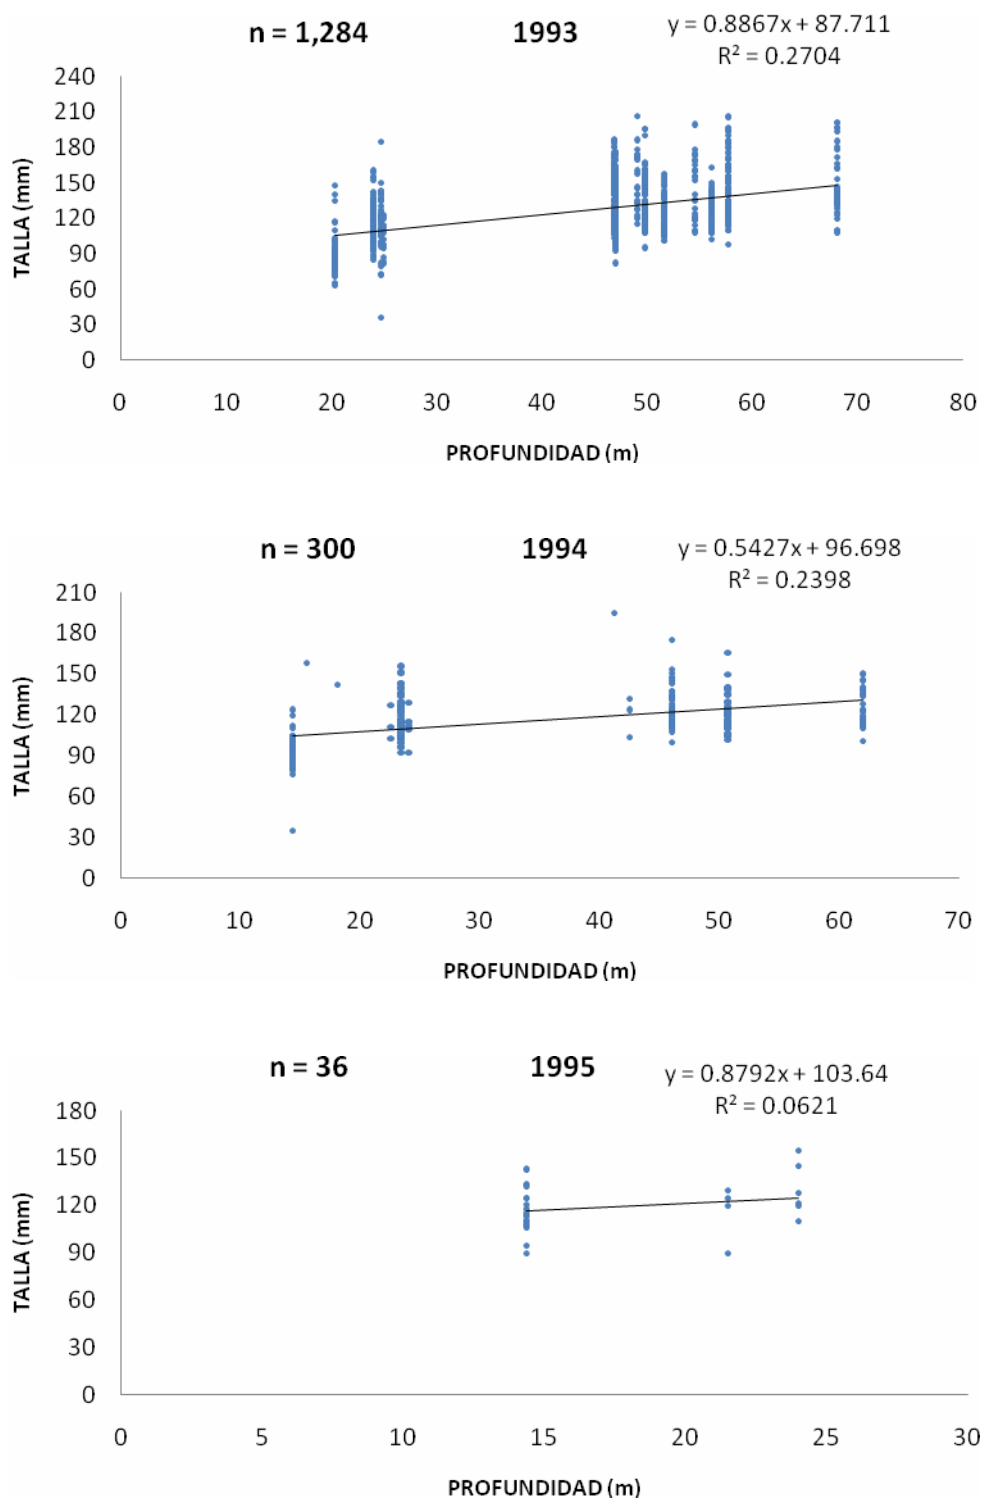 n = 1,284 1993 y = 0.8867x + 87.711
R² = 0.2704
240
210
180
150
120
90
60
30
0
TALLA (mm)
0 10 20 30 40 50 60 70 80
PROFUNDIDAD (m)
n = 300 1994 y = 0.5427x + 96.698
R² = 0.2398
210
180
150
120
90
60
30
0
TALLA (mm)
0 10 20 30 40 50 60 70
PROFUNDIDAD (m)
n = 36 1995 y = 0.8792x + 103.64
R² = 0.0621
180
150
120
90
60
30
0
TALLA (mm)
0 5 10 15 20 25 30
PROFUNDIDAD (m)